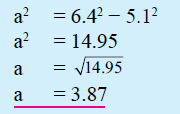 a² = 6.4² − 5.1²
a² = 14.95
a = √14.95
a = 3.87